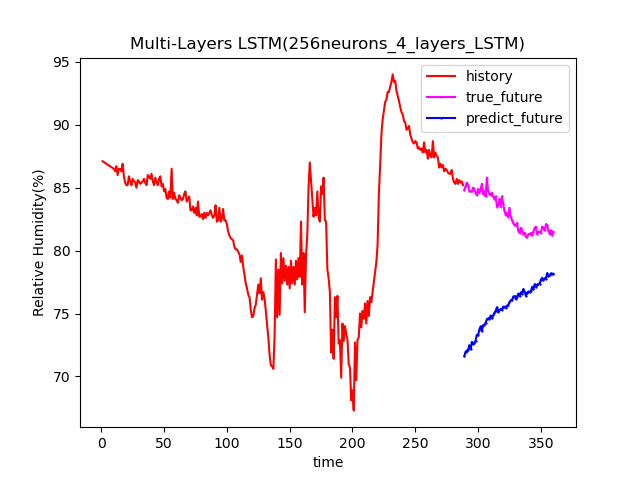 Multi-Layers LSTM(256neurons_4_layers_LSTM)
history
true_future
predict_future
Relative Humidity(%)
95
90
85
80
75
70
0 50 100 150 200 250 300 350
time